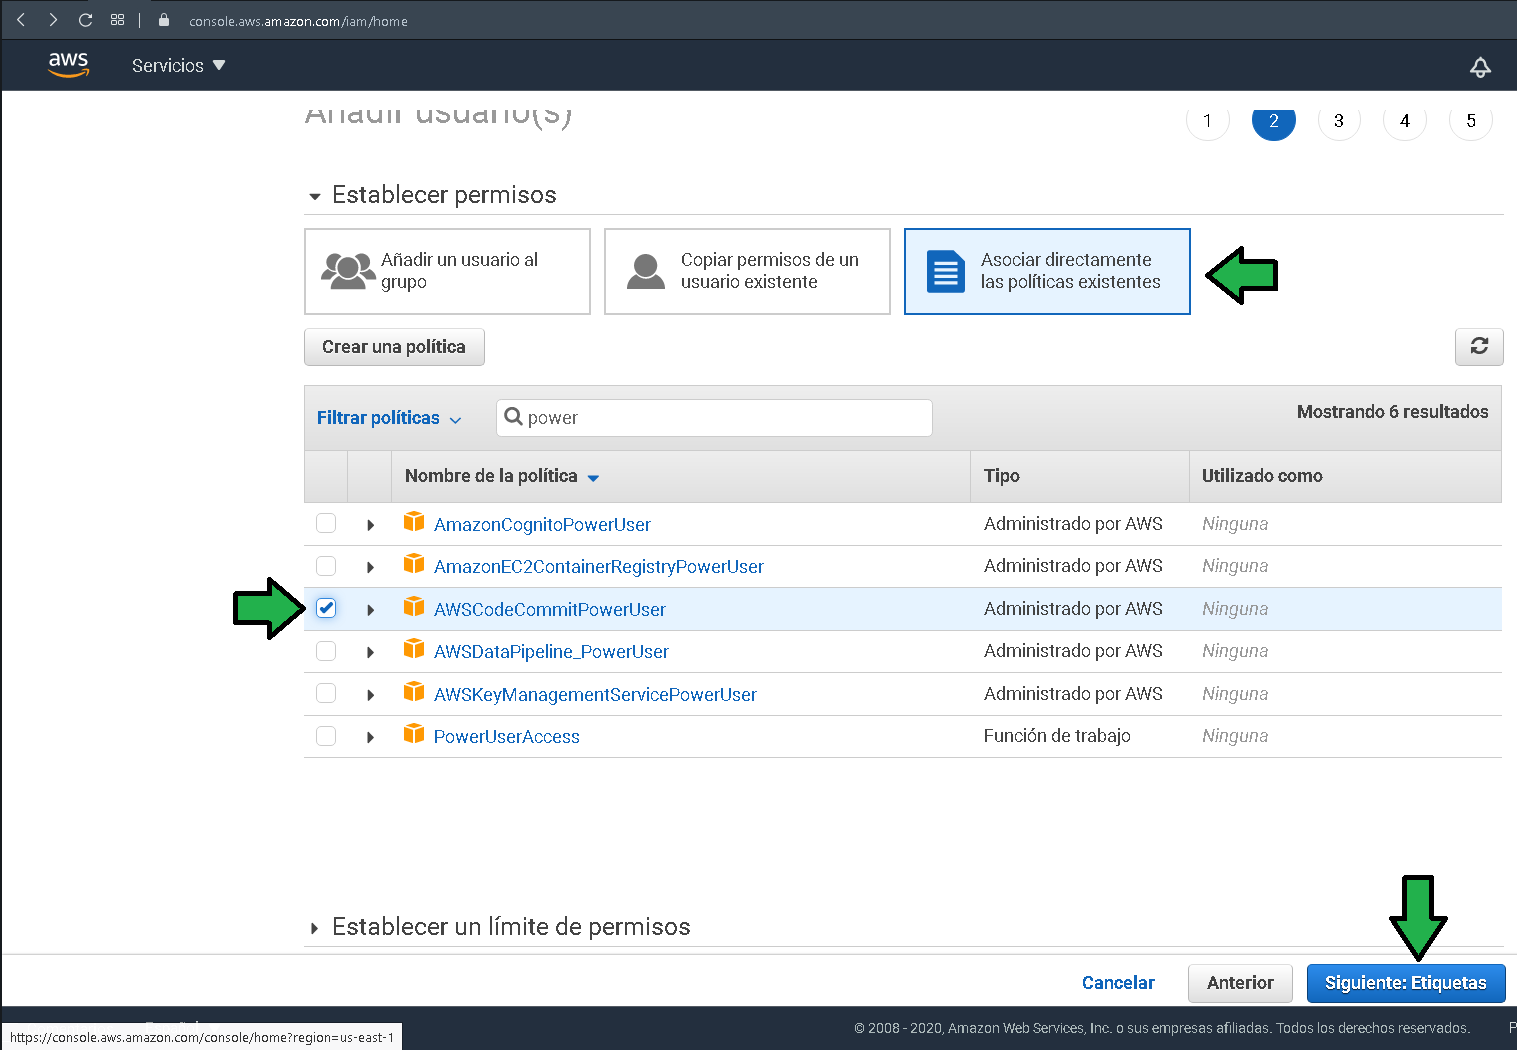 console.aws.amazon.com/iam/home
aws
Servicios
Añadir usuario(s)
1
2
3
4
5
Establecer permisos
Añadir un usuario al
grupo
Copiar permisos de un
usuario existente
Asociar directamente
las políticas existentes
Crear una política
Filtrar políticas
power
Mostrando 6 resultados
Nombre de la política
Tipo
Utilizado como
AmazonCognitoPowerUser
Administrado por AWS
Ninguna
AmazonEC2ContainerRegistryPowerUser
Administrado por AWS
Ninguna
AWSCodeCommitPowerUser
Administrado por AWS
Ninguna
AWSDataPipeline_PowerUser
Administrado por AWS
Ninguna
AWSKeyManagementServicePowerUser
Administrado por AWS
Ninguna
PowerUserAccess
Función de trabajo
Ninguna
Establecer un límite de permisos
Cancelar
Anterior
Siguiente: Etiquetas
© 2008 - 2020, Amazon Web Services, Inc. o sus empresas afiliadas. Todos los derechos reservados.
https://console.aws.amazon.com/console/home?region=us-east-1